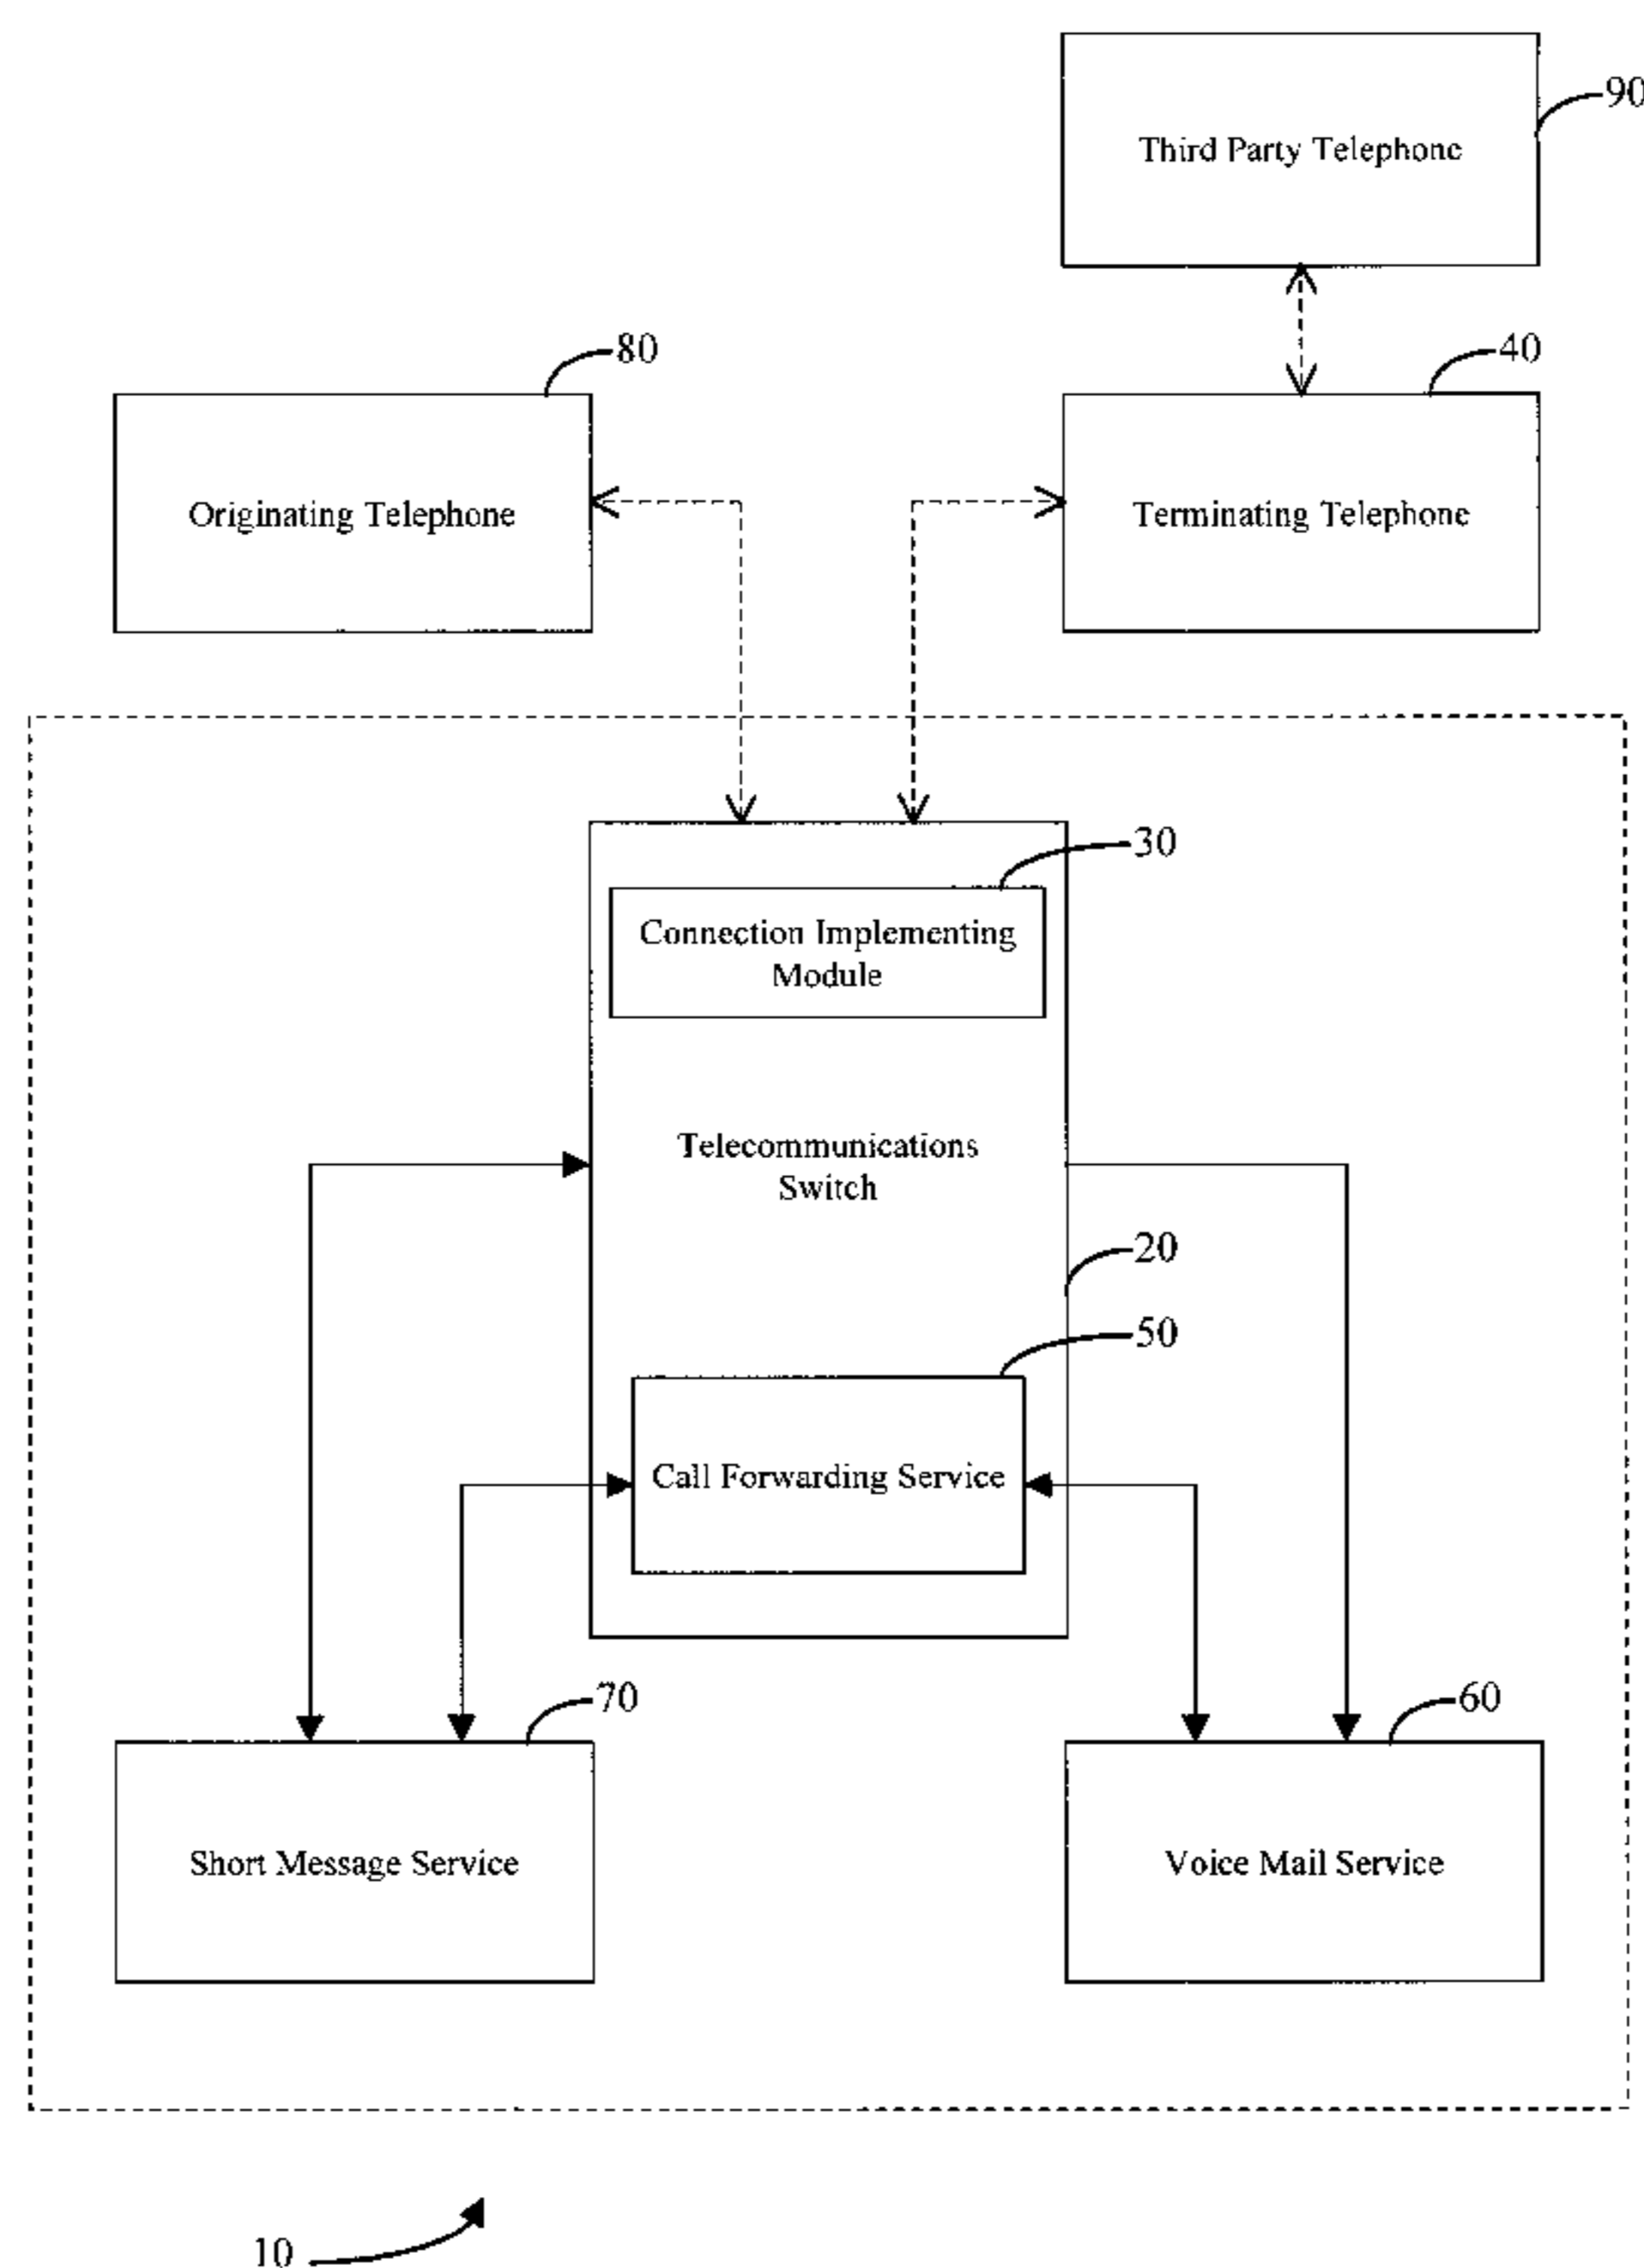 90
Third Party Telephone
80
40
Originating Telephone
Terminating Telephone
30
Connection Implementing
Module
Telecommunications
Switch
20
50
Call Forwarding Service
70
60
Short Message Service
Voice Mail Service
10